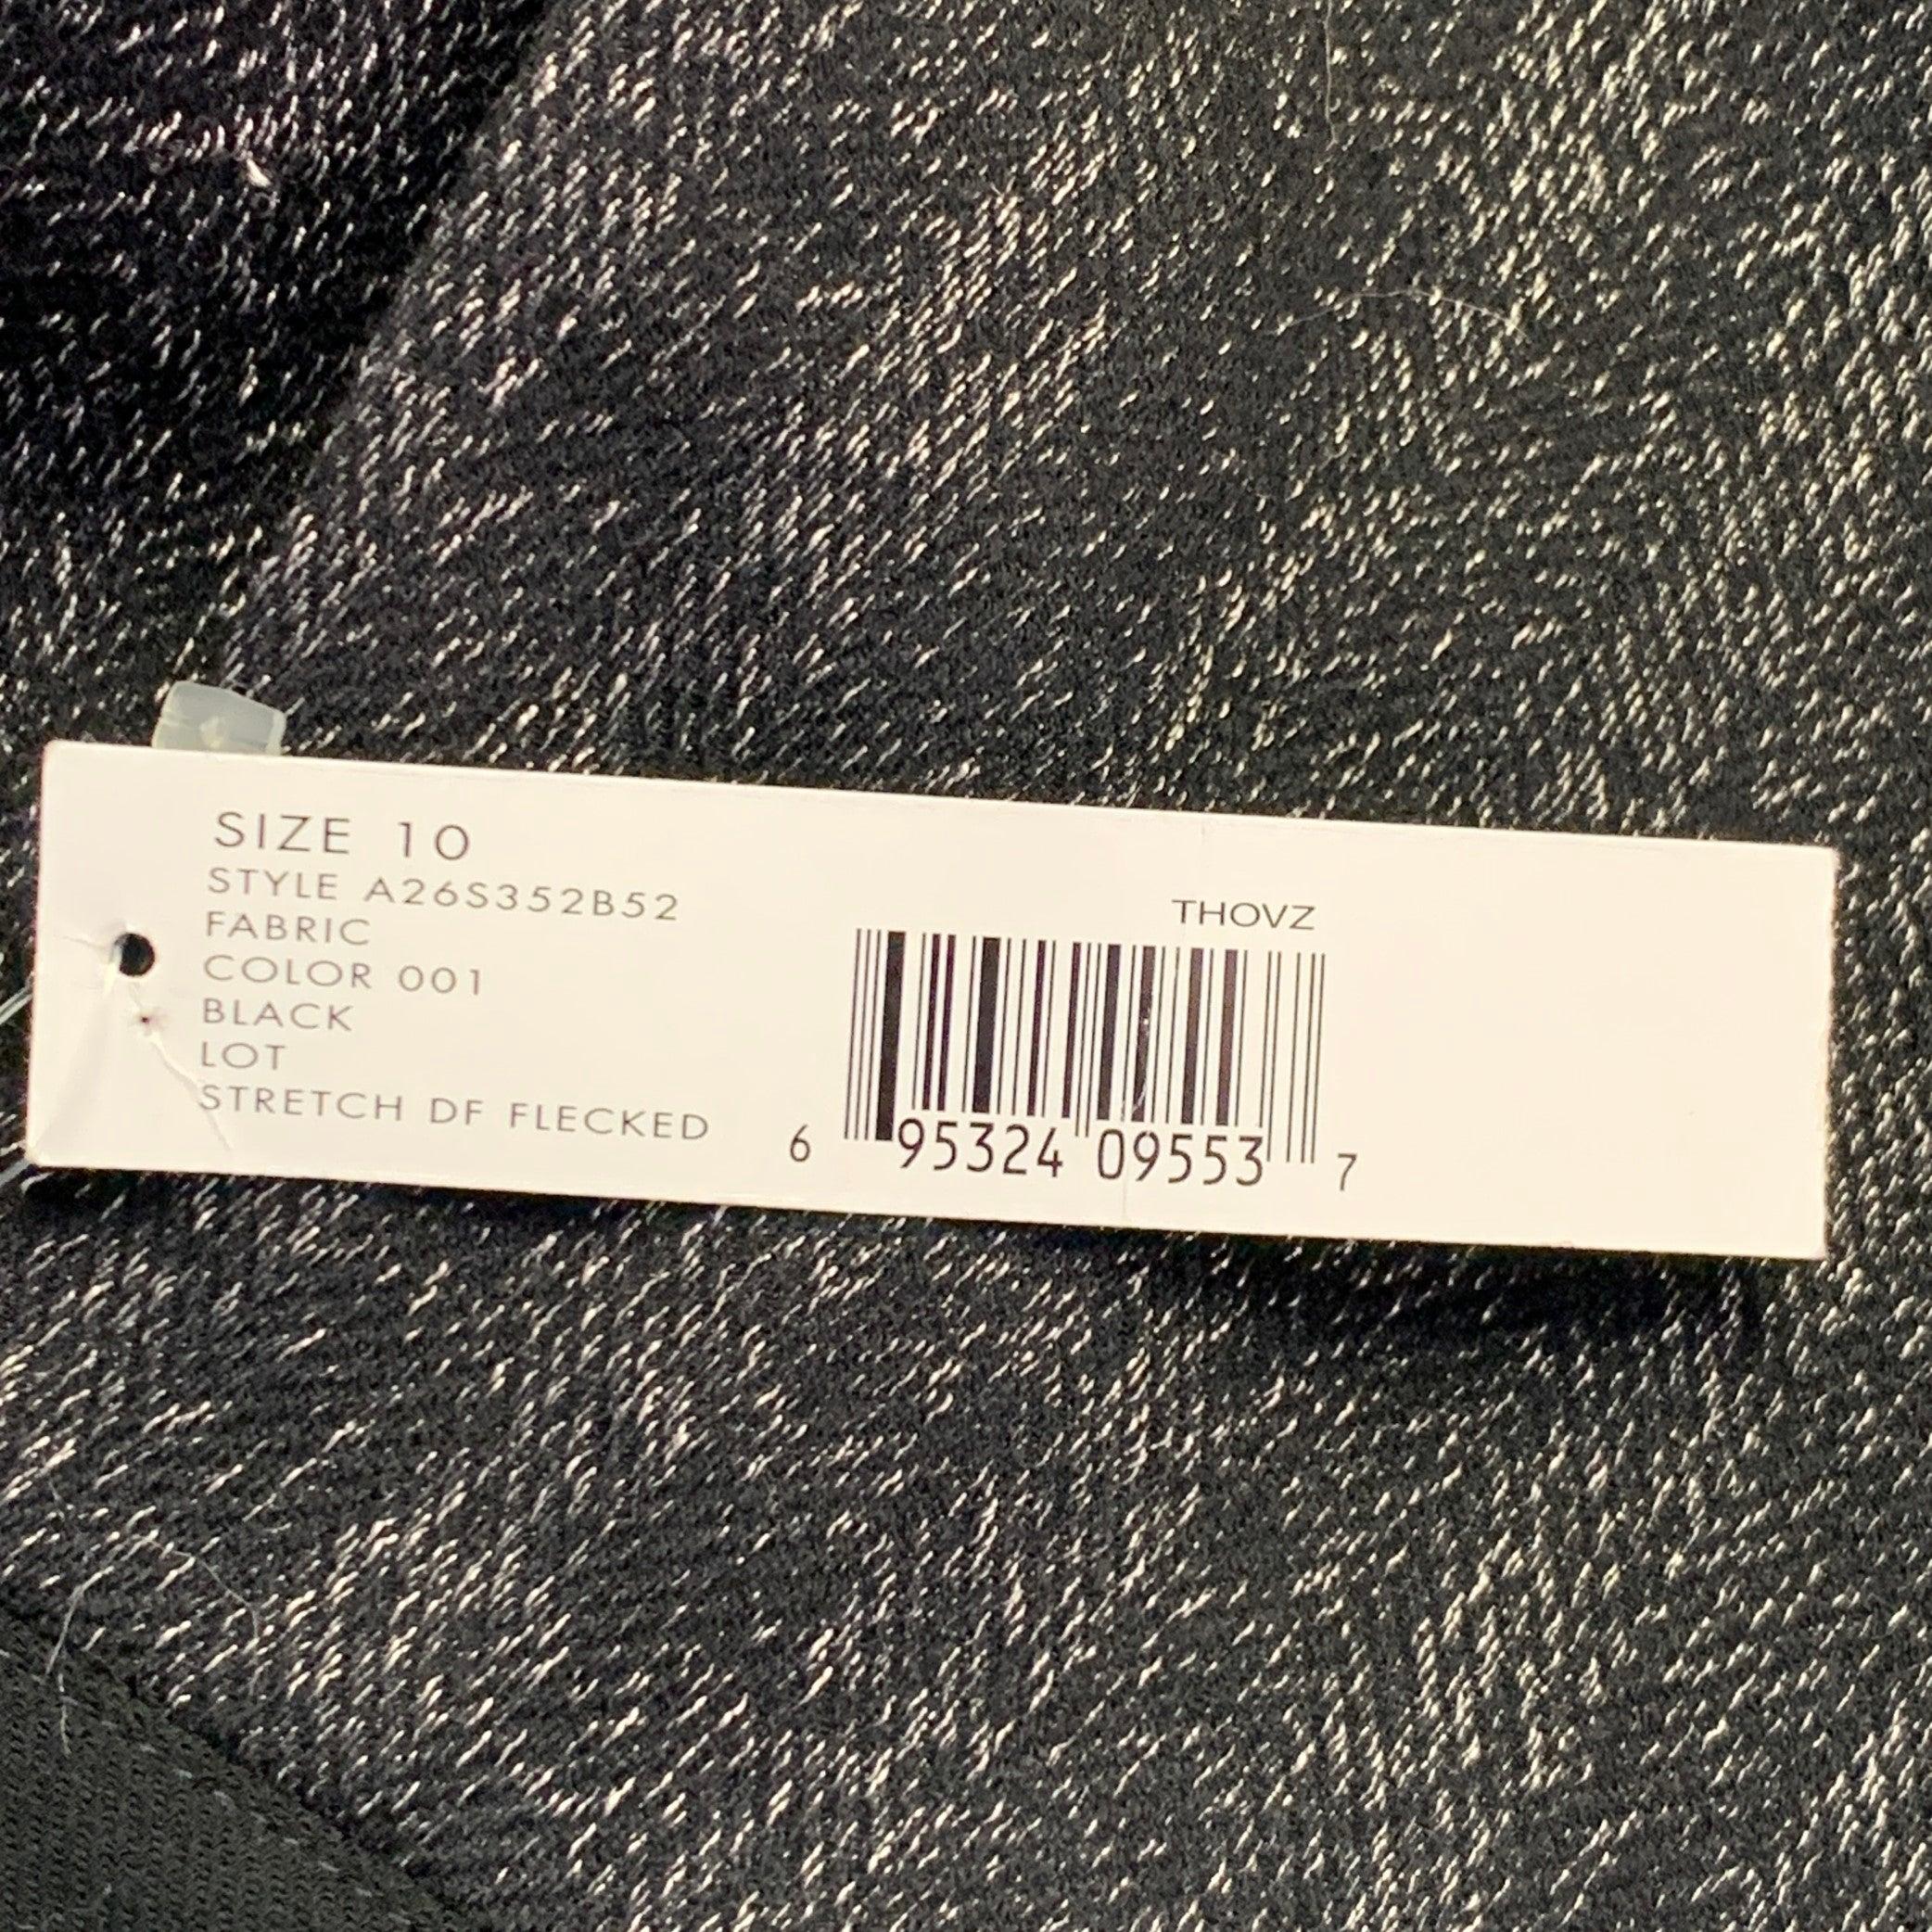 SIZE 10
STYLE A26S352B52
FABRIC
COLOR 001
BLACK
LOT
STRETCH DF FLECKED
THOVZ
6 95324 09553 7